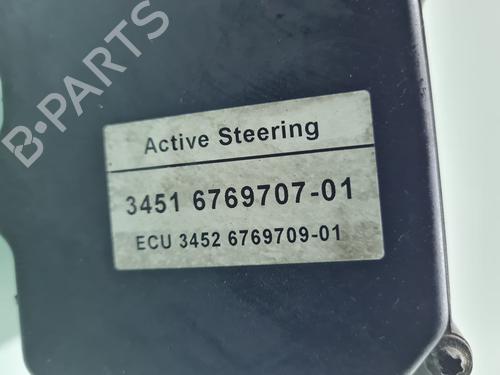 B-PARTS
Active Steering
3451 6769707-01
ECU 3452 6769709-01